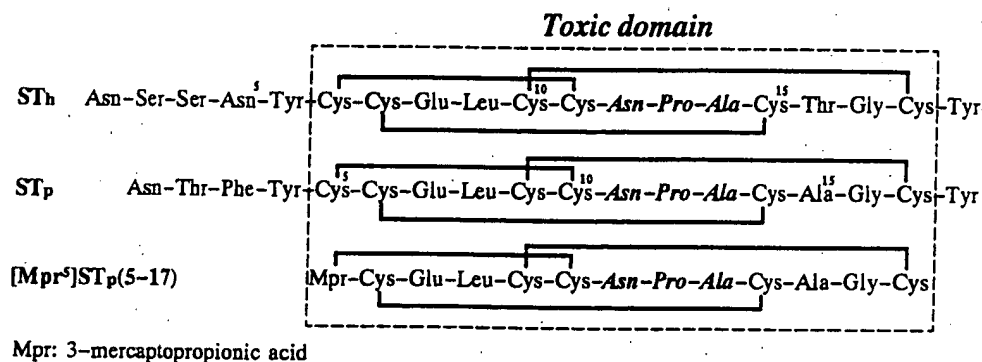 Toxic domain
STh Asn-Ser-Ser-Asn-Tyr-Cys-Cys-Glu-Leu-Cys-Cys-Asn-Pro-Ala-Cys-Thr-Gly-Cys-Tyr
5 10 15
STp Asn-Thr-Phe-Tyr-Cys-Cys-Glu-Leu-Cys-Cys-Asn-Pro-Ala-Cys-Ala-Gly-Cys-Tyr
5 10 15
[Mpr⁵]STp(5-17) Mpr-Cys-Glu-Leu-Cys-Cys-Asn-Pro-Ala-Cys-Ala-Gly-Cys
Mpr: 3-mercaptopropionic acid